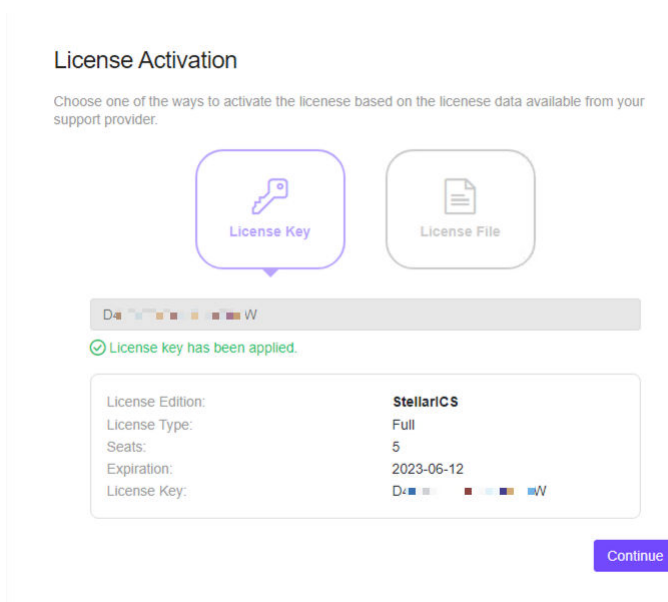 License Activation
Choose one of the ways to activate the licenese based on the licenese data available from your
support provider.
License Key
License File
License key has been applied.
License Edition: StellarICS
License Type: Full
Seats: 5
Expiration: 2023-06-12
License Key:
Continue